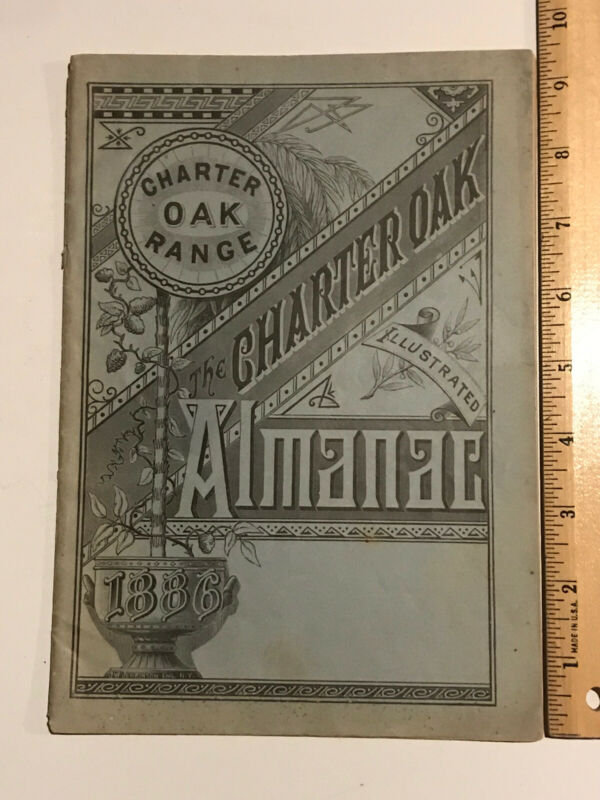 CHARTER
OAK
RANGE
The CHARTER OAK
ILLUSTRATED
Almanac
1886
10
9
8
7
6
5
4
3
2
1
MADE IN U.S.A.